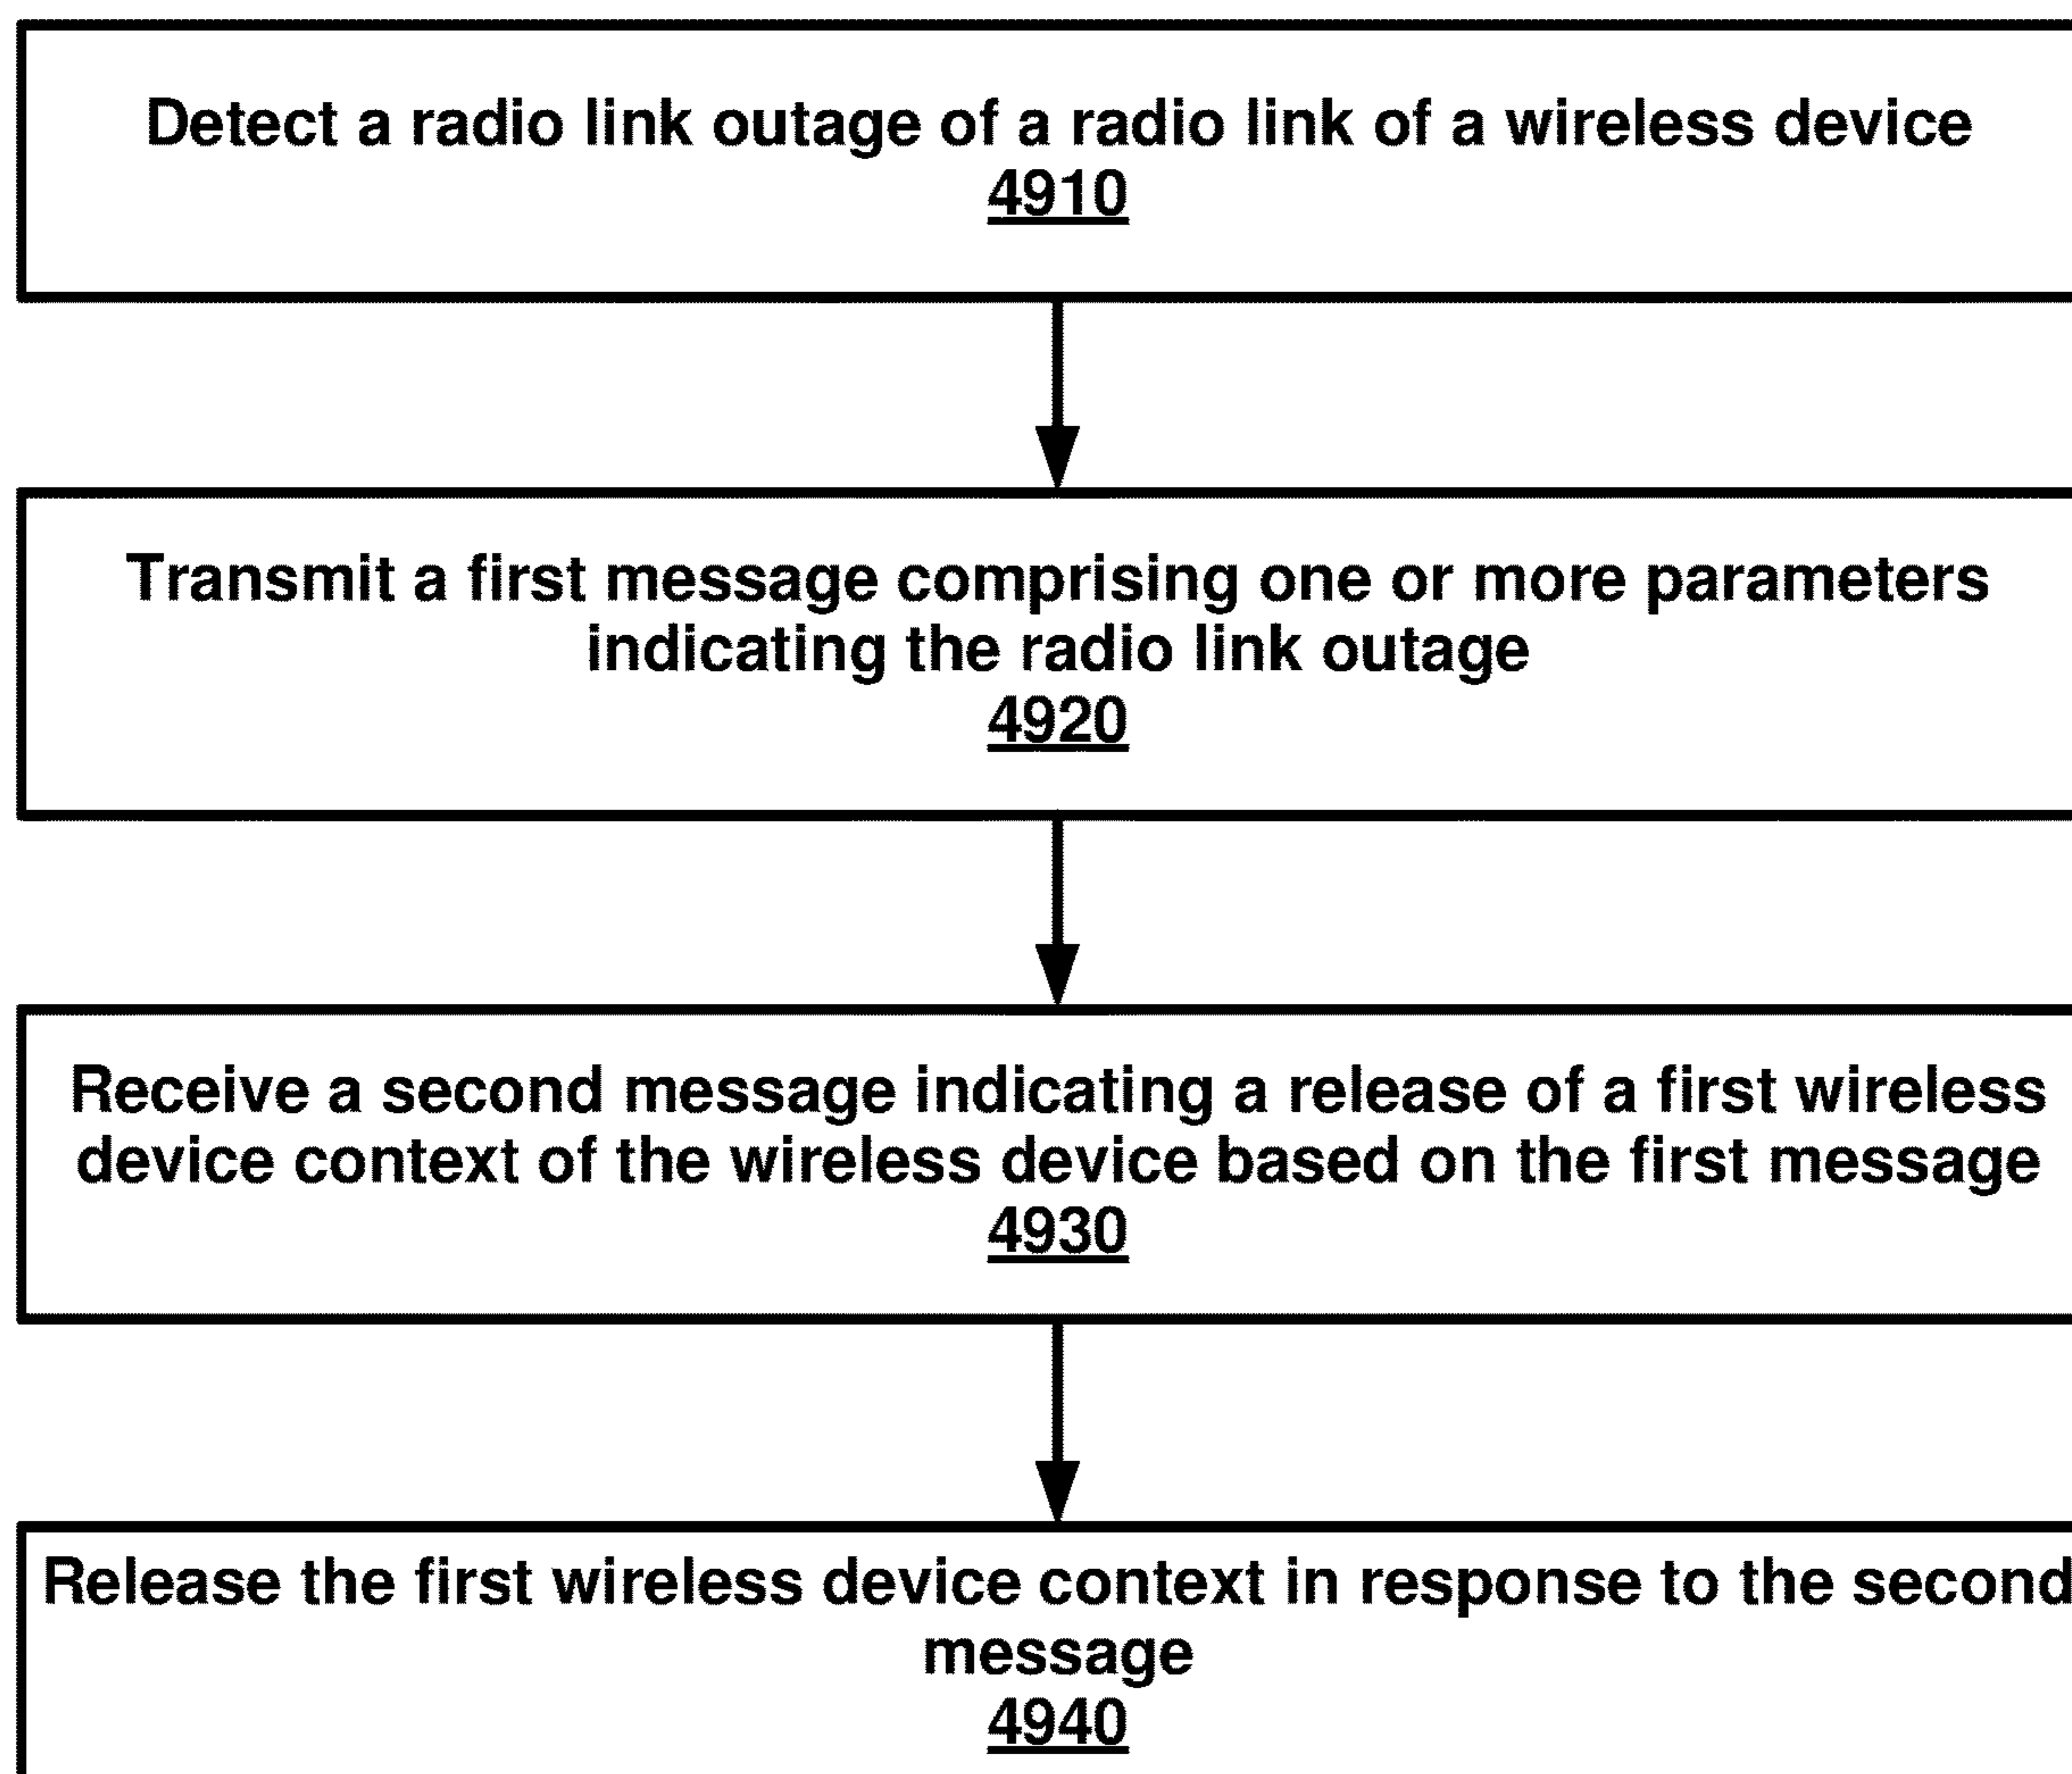 Detect a radio link outage of a radio link of a wireless device
4910
Transmit a first message comprising one or more parameters
indicating the radio link outage
4920
Receive a second message indicating a release of a first wireless
device context of the wireless device based on the first message
4930
Release the first wireless device context in response to the second
message
4940